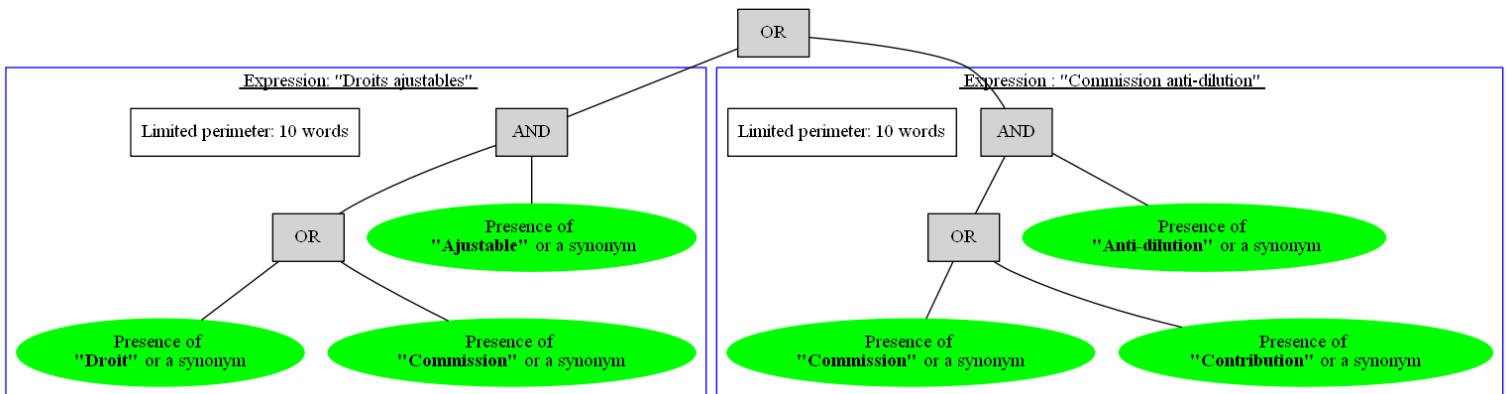 OR
Expression: "Droits ajustables"
Limited perimeter: 10 words
AND
OR
Presence of
"Ajustable" or a synonym
Presence of
"Droit" or a synonym
Presence of
"Commission" or a synonym
Expression : "Commission anti-dilution"
Limited perimeter: 10 words
AND
OR
Presence of
"Anti-dilution" or a synonym
Presence of
"Commission" or a synonym
Presence of
"Contribution" or a synonym